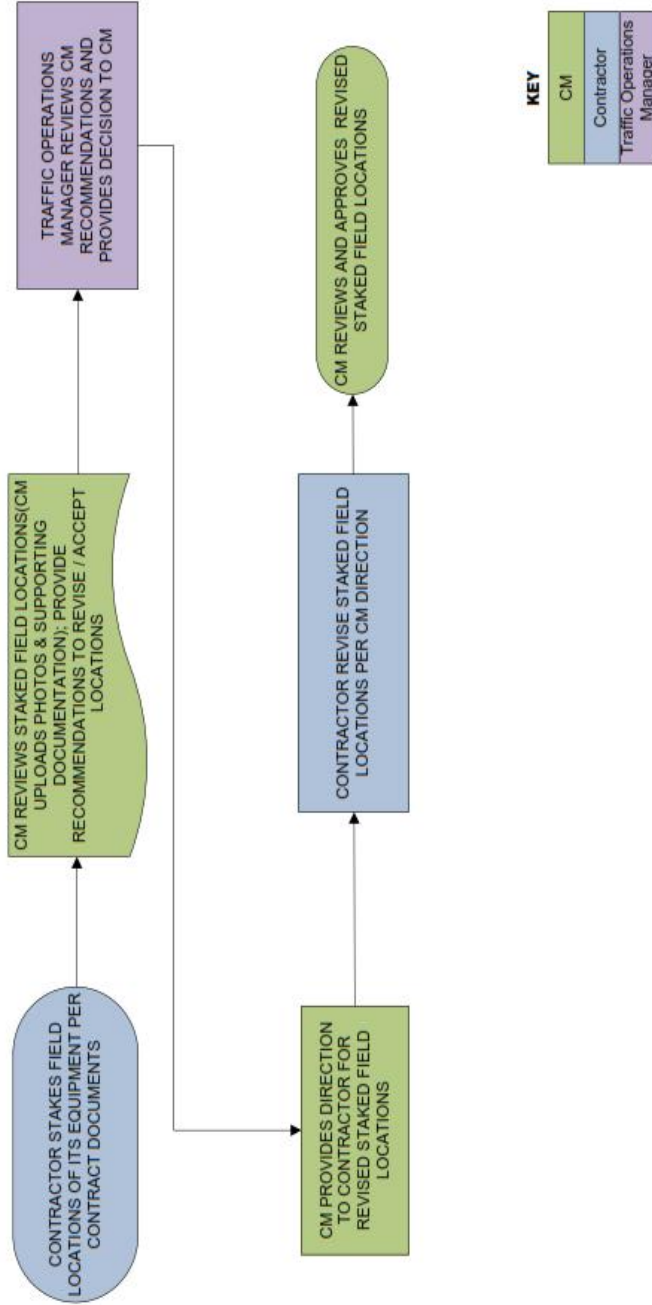 CONTRACTOR STAKES FIELD
LOCATIONS OF ITS EQUIPMENT PER
CONTRACT DOCUMENTS
CM REVIEWS STAKED FIELD LOCATIONS(CM
UPLOADS PHOTOS & SUPPORTING
DOCUMENTATION); PROVIDE
RECOMMENDATIONS TO REVISE / ACCEPT
LOCATIONS
TRAFFIC OPERATIONS
MANAGER REVIEWS CM
RECOMMENDATIONS AND
PROVIDES DECISION TO CM
CM PROVIDES DIRECTION
TO CONTRACTOR FOR
REVISED STAKED FIELD
LOCATIONS
CONTRACTOR REVISE STAKED FIELD
LOCATIONS PER CM DIRECTION
CM REVIEWS AND APPROVES REVISED
STAKED FIELD LOCATIONS
KEY
CM
Contractor
Traffic Operations
Manager